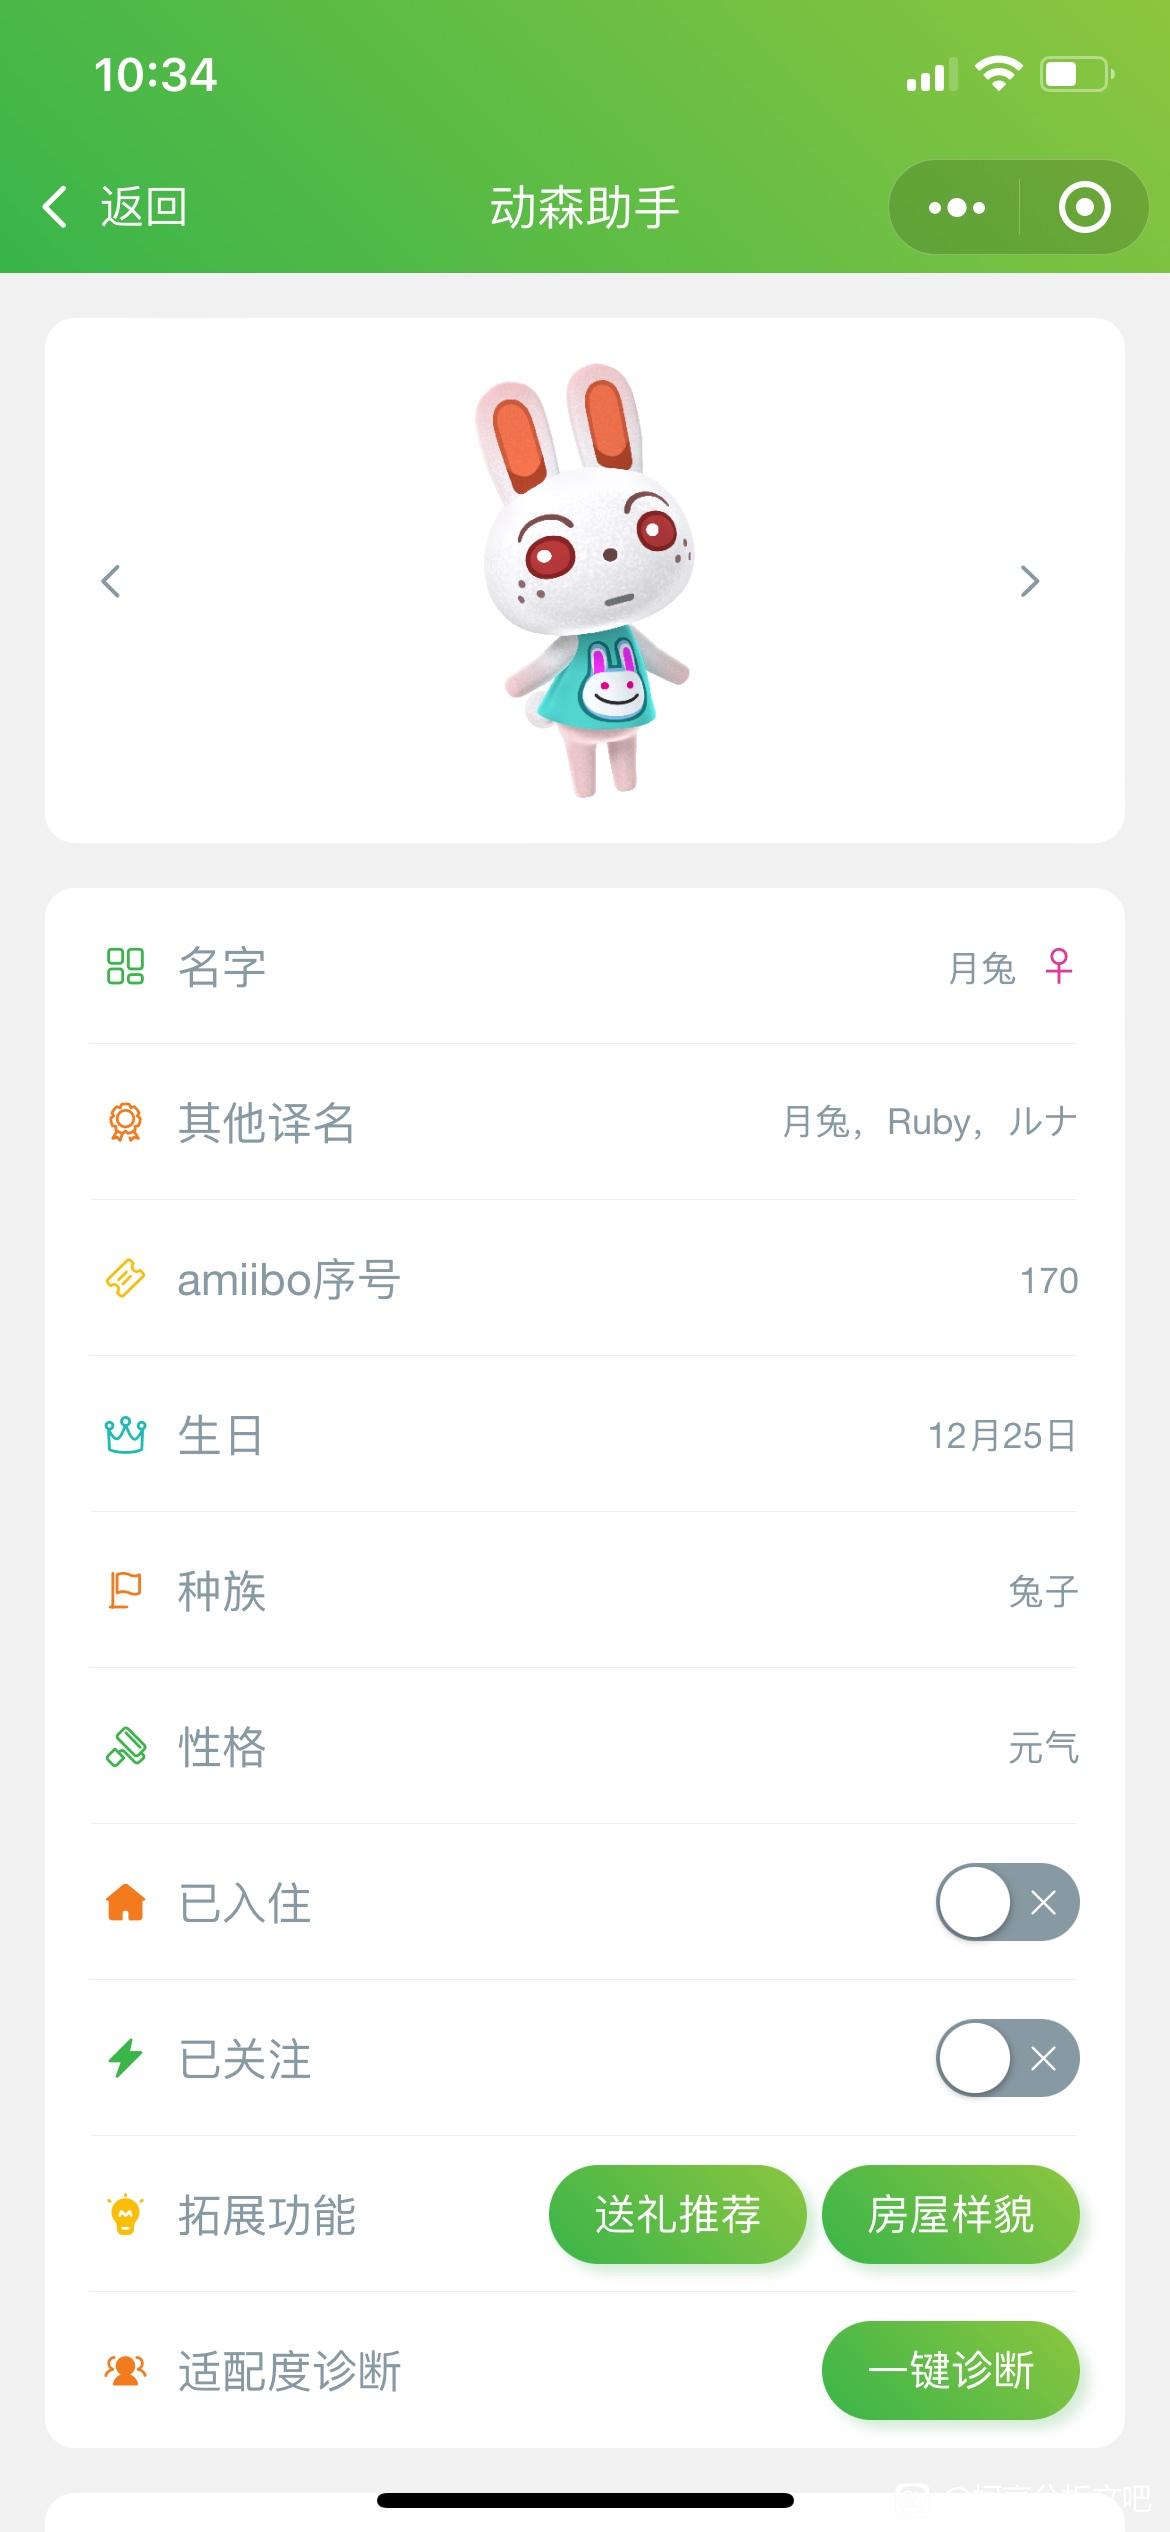 10:34
返回
动森助手
名字
月兔
其他译名
月兔，Ruby，ルナ
amiibo序号
170
生日
12月25日
种族
兔子
性格
元气
已入住
已关注
拓展功能
送礼推荐
房屋样貌
适配度诊断
一键诊断